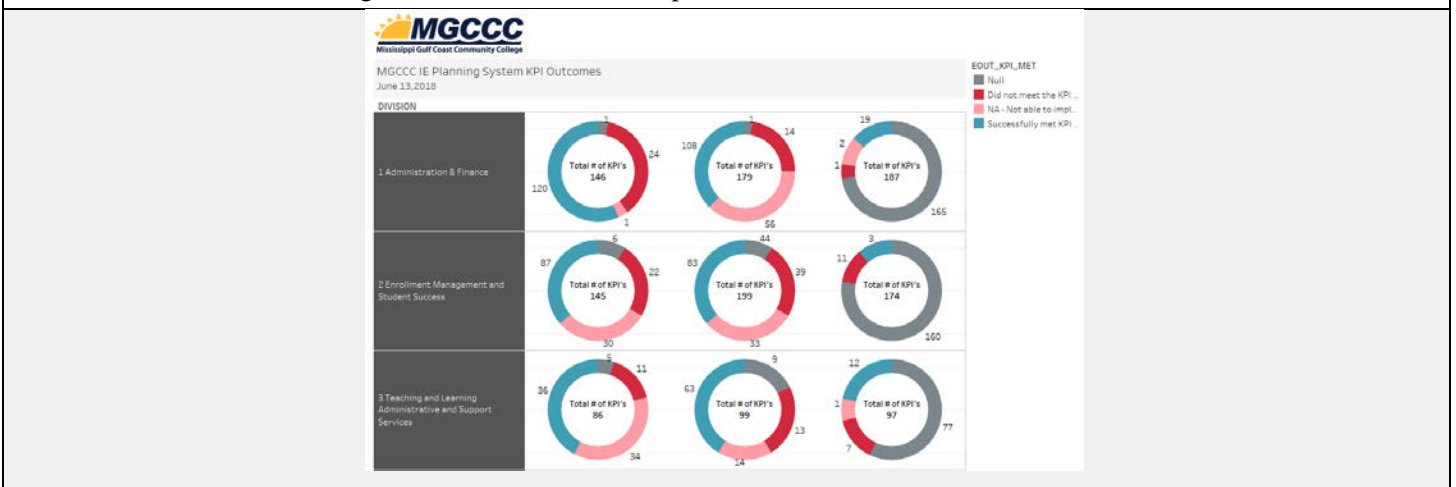 MGCCC
Mississippi Gulf Coast Community College
MGCCC IE Planning System KPI Outcomes
June 13,2018
EOUT_KPI_MET
Null
Did not meet the KPI ..
NA - Not able to impl..
Successfully met KPI ..
DIVISION
1 Administration & Finance
1
24
Total # of KPI's
146
120
1
1
14
108
Total # of KPI's
179
56
19
2
1
Total # of KPI's
187
165
2 Enrollment Management and
Student Success
6
87
22
Total # of KPI's
145
30
44
83
39
Total # of KPI's
199
33
3
11
Total # of KPI's
174
160
3 Teaching and Learning
Administrative and Support
Services
5
11
36
Total # of KPI's
86
34
9
63
Total # of KPI's
99
13
14
12
1
Total # of KPI's
97
77
7